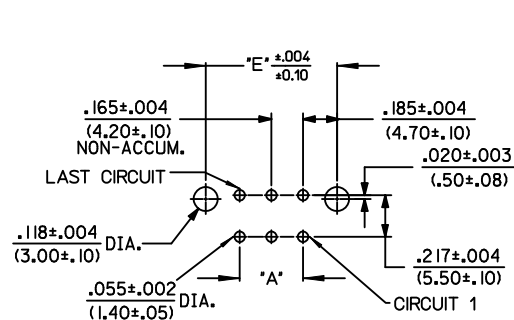 "E" ±.004
±0.10
.165±.004
(4.20±.10)
NON-ACCUM.
.185±.004
(4.70±.10)
.020±.003
(.50±.08)
LAST CIRCUIT
.118±.004
(3.00±.10) DIA.
.217±.004
(5.50±.10)
"A"
.055±.002
(1.40±.05) DIA.
CIRCUIT 1